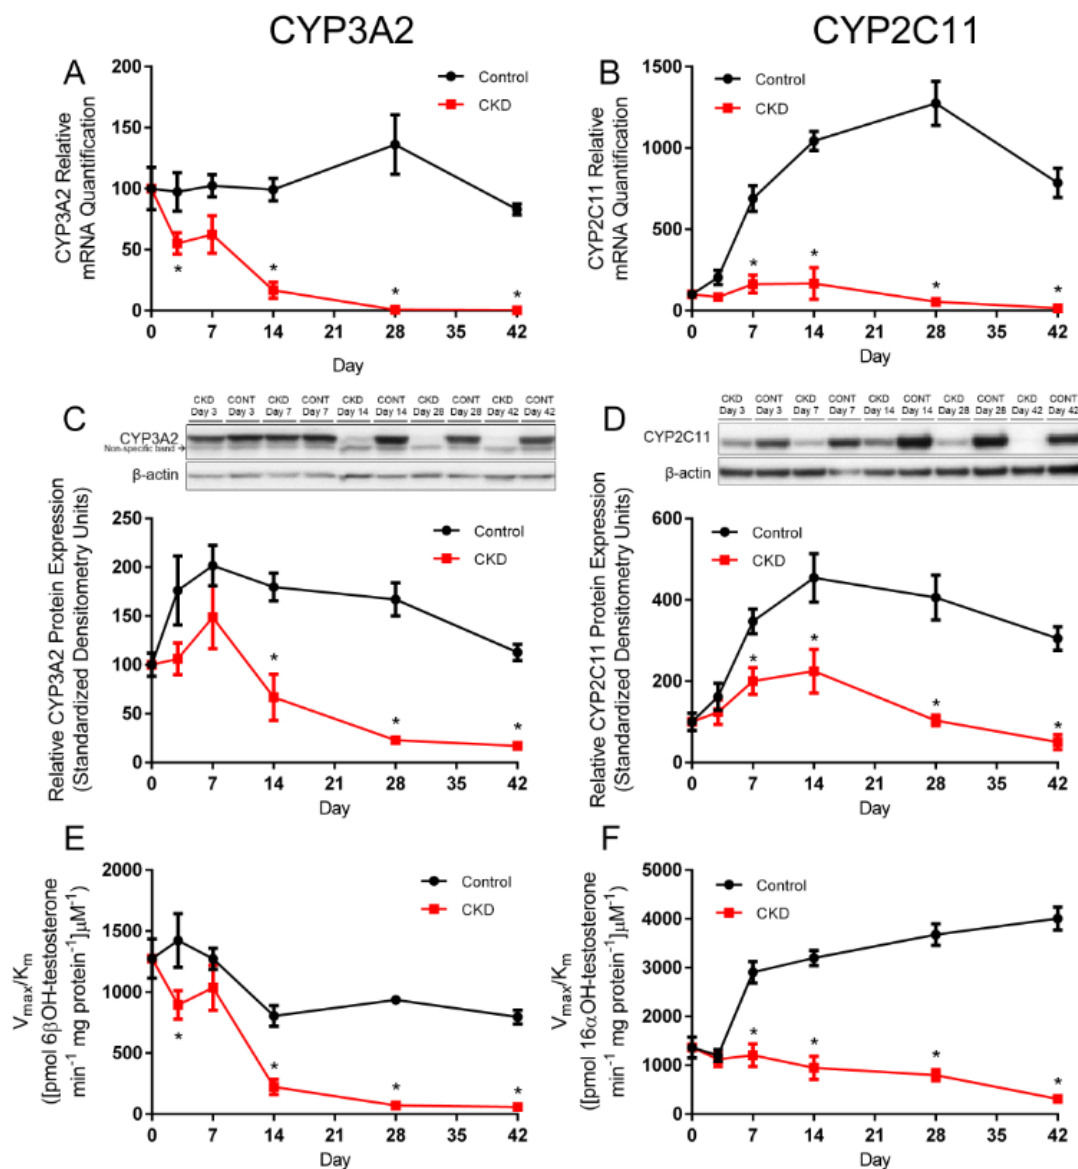 CYP3A2
CYP2C11
A
CYP3A2 Relative
mRNA Quantification
200
150
100
50
0
Control
CKD
*
*
*
*
0 7 14 21 28 35 42
Day
B
CYP2C11 Relative
mRNA Quantification
1500
1000
500
0
Control
CKD
*
*
*
*
0 7 14 21 28 35 42
Day
C
CKD CONT CKD CONT CKD CONT CKD CONT CKD CONT
Day 3 Day 3 Day 7 Day 7 Day 14 Day 14 Day 28 Day 28 Day 42 Day 42
CYP3A2
Non-specific band→
β-actin
Relative CYP3A2 Protein Expression
(Standardized Densitometry Units)
250
200
150
100
50
0
Control
CKD
*
*
*
0 7 14 21 28 35 42
Day
D
CKD CONT CKD CONT CKD CONT CKD CONT CKD CONT
Day 3 Day 3 Day 7 Day 7 Day 14 Day 14 Day 28 Day 28 Day 42 Day 42
CYP2C11
β-actin
Relative CYP2C11 Protein Expression
(Standardized Densitometry Units)
600
400
200
0
Control
CKD
*
*
*
*
0 7 14 21 28 35 42
Day
E
Vmax/Km
([pmol 6βOH-testosterone
min⁻¹ mg protein⁻¹]μM⁻¹)
2000
1500
1000
500
0
Control
CKD
*
*
*
*
0 7 14 21 28 35 42
Day
F
Vmax/Km
([pmol 16αOH-testosterone
min⁻¹ mg protein⁻¹]μM⁻¹)
5000
4000
3000
2000
1000
0
Control
CKD
*
*
*
*
0 7 14 21 28 35 42
Day